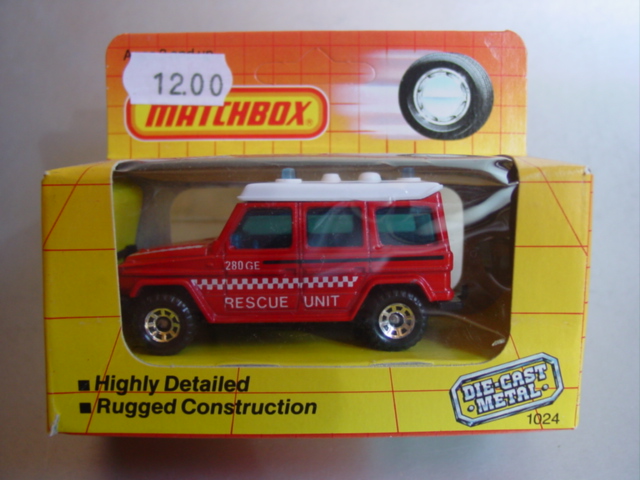 12.00
MATCHBOX
280 GE
RESCUE UNIT
Highly Detailed
Rugged Construction
DIE-CAST
METAL
1024